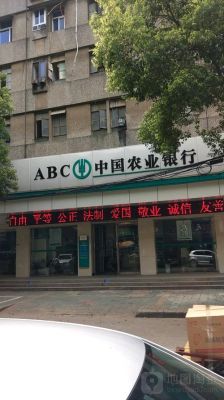 ABC 中国农业银行
自由 平等 公正 法制 爱国 敬业 诚信 友善